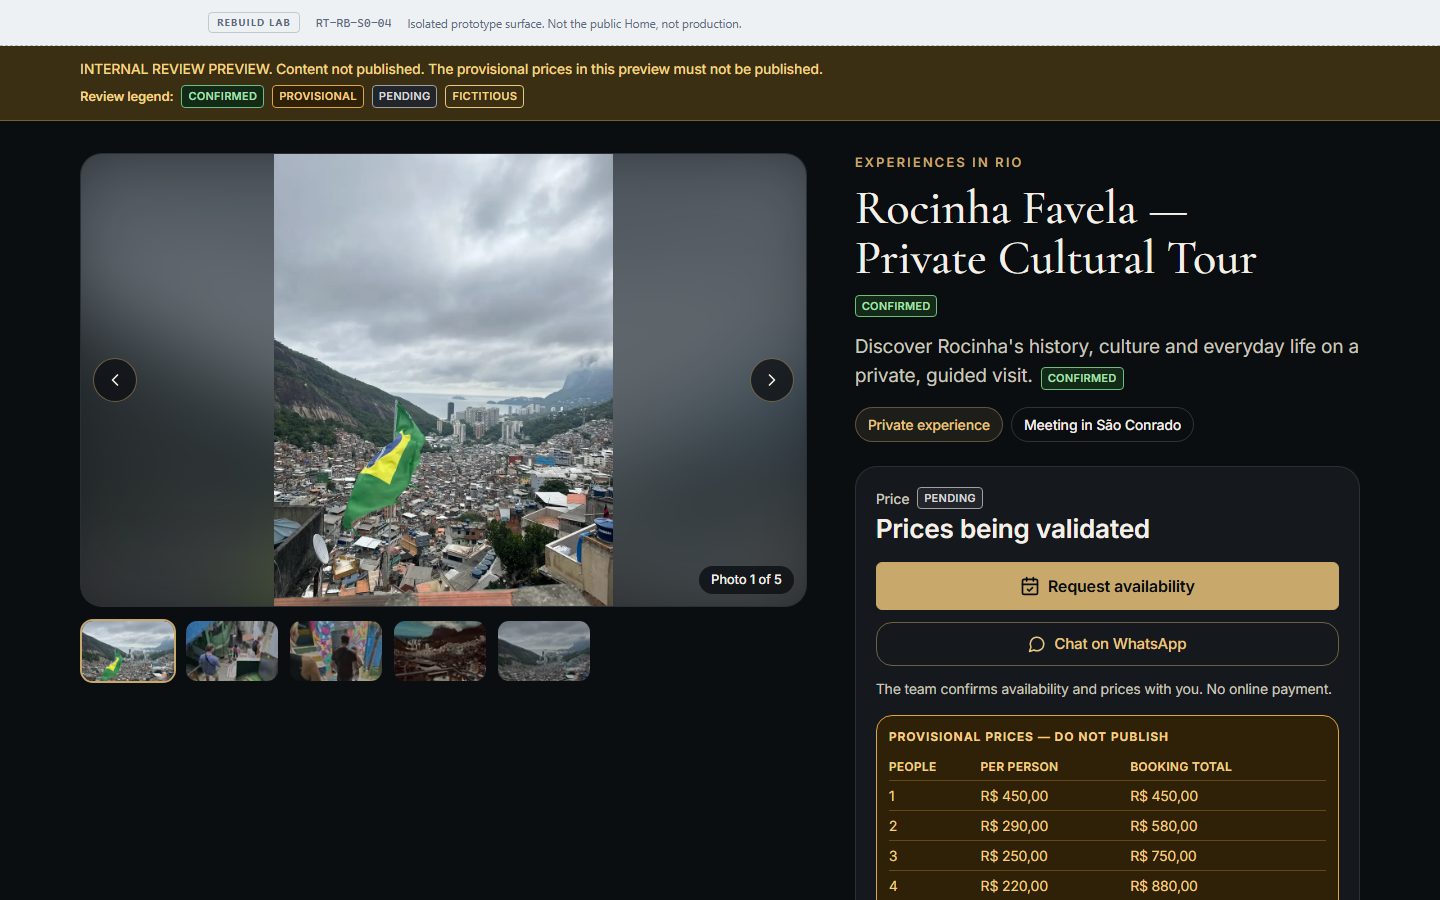 REBUILD LAB RT-RB-S0-04 Isolated prototype surface. Not the public Home, not production.
INTERNAL REVIEW PREVIEW. Content not published. The provisional prices in this preview must not be published.
Review legend: CONFIRMED PROVISIONAL PENDING FICTITIOUS
Photo 1 of 5
EXPERIENCES IN RIO
Rocinha Favela —
Private Cultural Tour
CONFIRMED
Discover Rocinha's history, culture and everyday life on a
private, guided visit. CONFIRMED
Private experience Meeting in São Conrado
Price PENDING
Prices being validated
Request availability
Chat on WhatsApp
The team confirms availability and prices with you. No online payment.
PROVISIONAL PRICES — DO NOT PUBLISH
PEOPLE PER PERSON BOOKING TOTAL
1 R$ 450,00 R$ 450,00
2 R$ 290,00 R$ 580,00
3 R$ 250,00 R$ 750,00
4 R$ 220,00 R$ 880,00